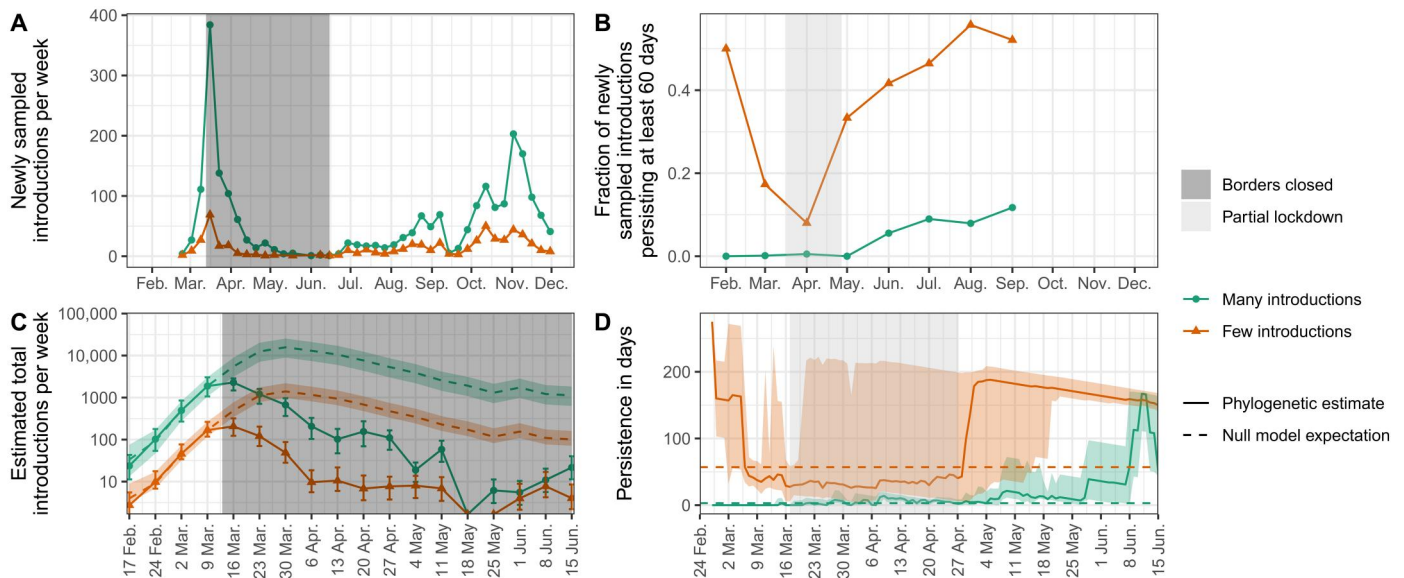 A
Newly sampled
introductions per week
400
300
200
100
0
Feb. Mar. Apr. May. Jun. Jul. Aug. Sep. Oct. Nov. Dec.
B
Fraction of newly
sampled introductions
persisting at least 60 days
0.4
0.2
0.0
Feb. Mar. Apr. May. Jun. Jul. Aug. Sep. Oct. Nov. Dec.
C
Estimated total
introductions per week
100,000
10,000
1000
100
10
17 Feb.
24 Feb.
2 Mar.
9 Mar.
16 Mar.
23 Mar.
30 Mar.
6 Apr.
13 Apr.
20 Apr.
27 Apr.
4 May
11 May
18 May
25 May
1 Jun.
8 Jun.
15 Jun.
D
Persistence in days
200
100
0
24 Feb.
2 Mar.
9 Mar.
16 Mar.
23 Mar.
30 Mar.
6 Apr.
13 Apr.
20 Apr.
27 Apr.
4 May
11 May
18 May
25 May
1 Jun.
8 Jun.
15 Jun.
Borders closed
Partial lockdown
Many introductions
Few introductions
Phylogenetic estimate
Null model expectation